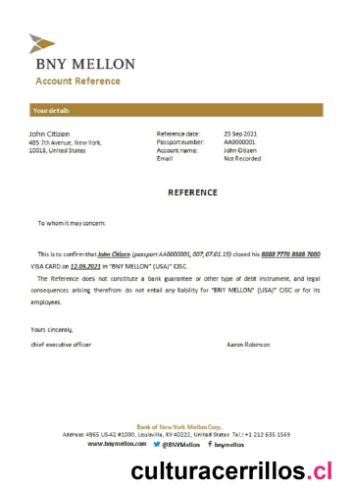 BNY MELLON
Account Reference
Your details
John Citizen
485 7th Avenue, New York,
10018, United States
Reference date: 23 Sep 2021
Passport number: AA0000001
Account name: John Citizen
Email Not Recorded
REFERENCE
To whom it may concern:
This is to confirm that John Citizen (passport AA0000001, 007, 07.01.15) closed his 8088 7770 8088 7000
VISA CARD on 12.09.2021 in "BNY MELLON" (USA)" CJSC.
The Reference does not constitute a bank guarantee or other type of debt instrument, and legal
consequences arising therefrom do not entail any liability for "BNY MELLON" (USA)" CJSC or for its
employees.
Yours sincerely,
chief executive officer Aaron Robinson
Bank of New York Mellon Corp.
Address: 4965 US-42 #1000, Louisville, KY 40222, United States Tel.: +1 212 635 1569
www.bnymellon.com @BNYMellon bnymellon
culturacerrillos.cl